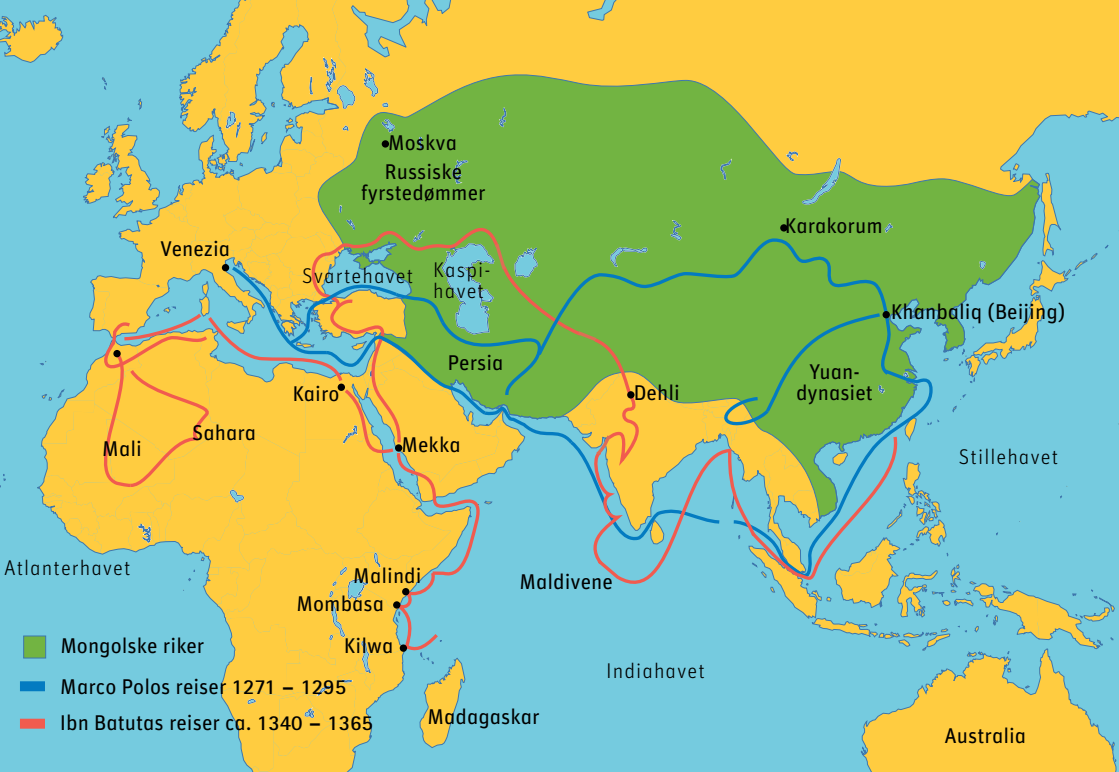 Moskva
Russiske
fyrstedømmer
Karakorum
Venezia
Svartehavet
Kaspi-
havet
Khanbaliq (Beijing)
Persia
Yuan-
dynasiet
Kairo
Dehli
Sahara
Mali
Mekka
Stillehavet
Atlanterhavet
Malindi
Maldivene
Mombasa
Kilwa
Mongolske riker
Indiahavet
Marco Polos reiser 1271 – 1295
Ibn Batutas reiser ca. 1340 – 1365
Madagaskar
Australia